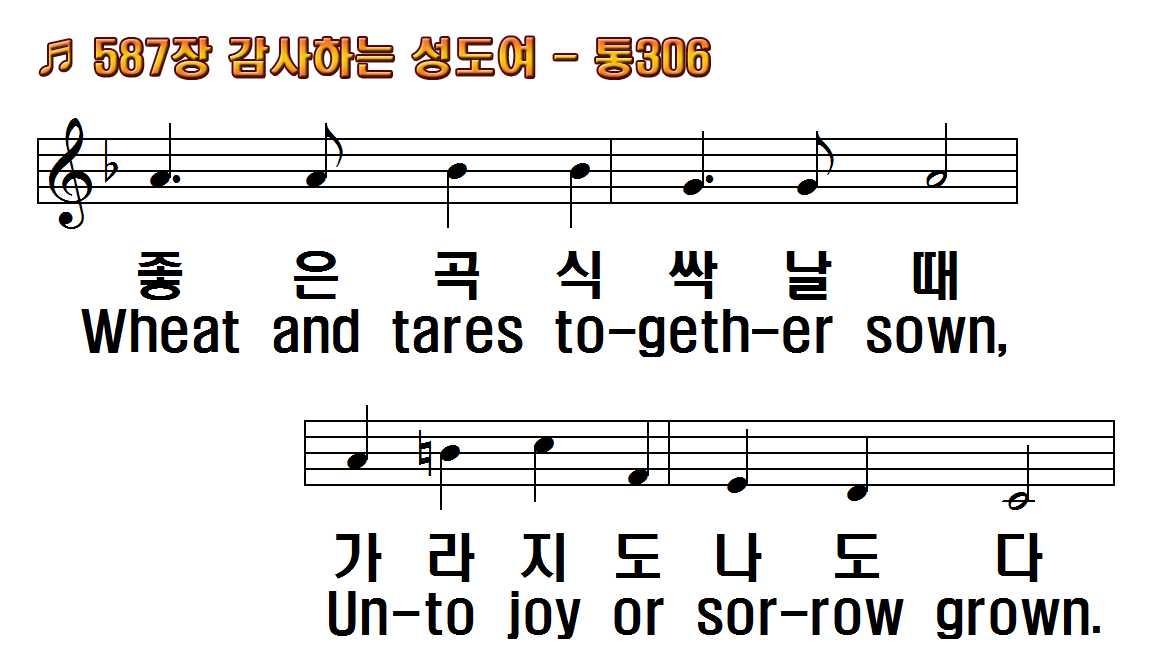 ♬ 587장 감사하는 성도여 - 통306
좋 은 곡 식 싹 날 때
Wheat and tares to-geth-er sown,
가 라 지 도 나 도 다
Un-to joy or sor-row grown.